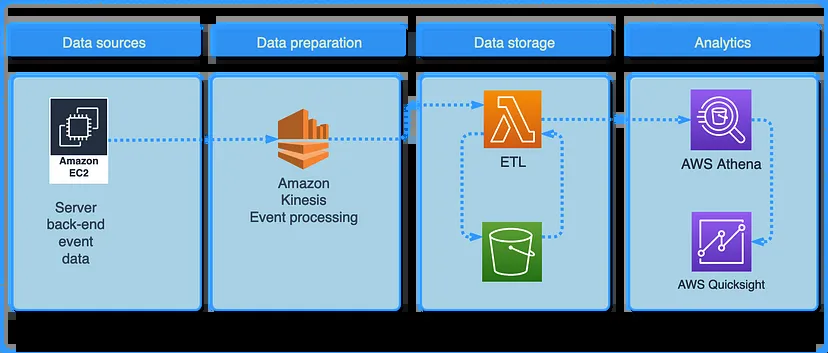 Data sources
Data preparation
Data storage
Analytics
Amazon
EC2
Server
back-end
event
data
Amazon
Kinesis
Event processing
ETL
AWS Athena
AWS Quicksight